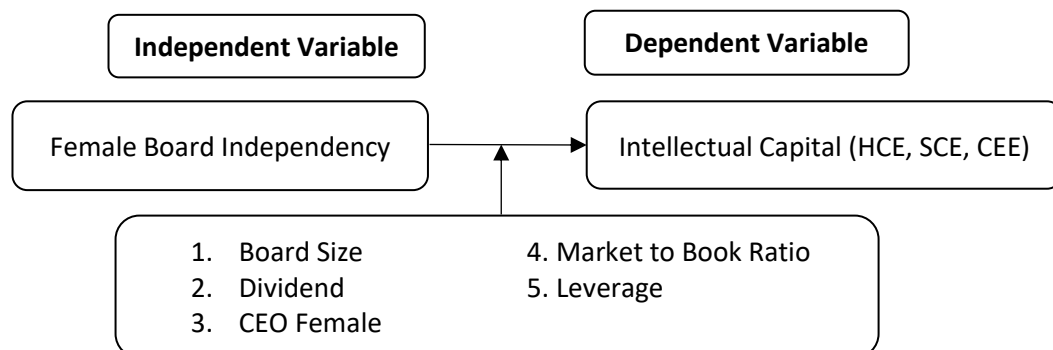 Independent Variable
Dependent Variable
Female Board Independency
Intellectual Capital (HCE, SCE, CEE)
1. Board Size
2. Dividend
3. CEO Female
4. Market to Book Ratio
5. Leverage